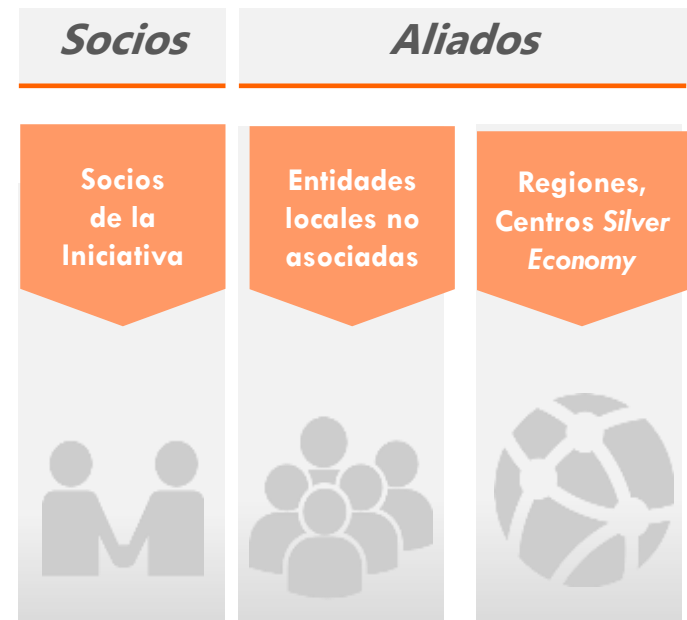 Socios
Aliados
Socios
de la
Iniciativa
Entidades
locales no
asociadas
Regiones,
Centros Silver
Economy